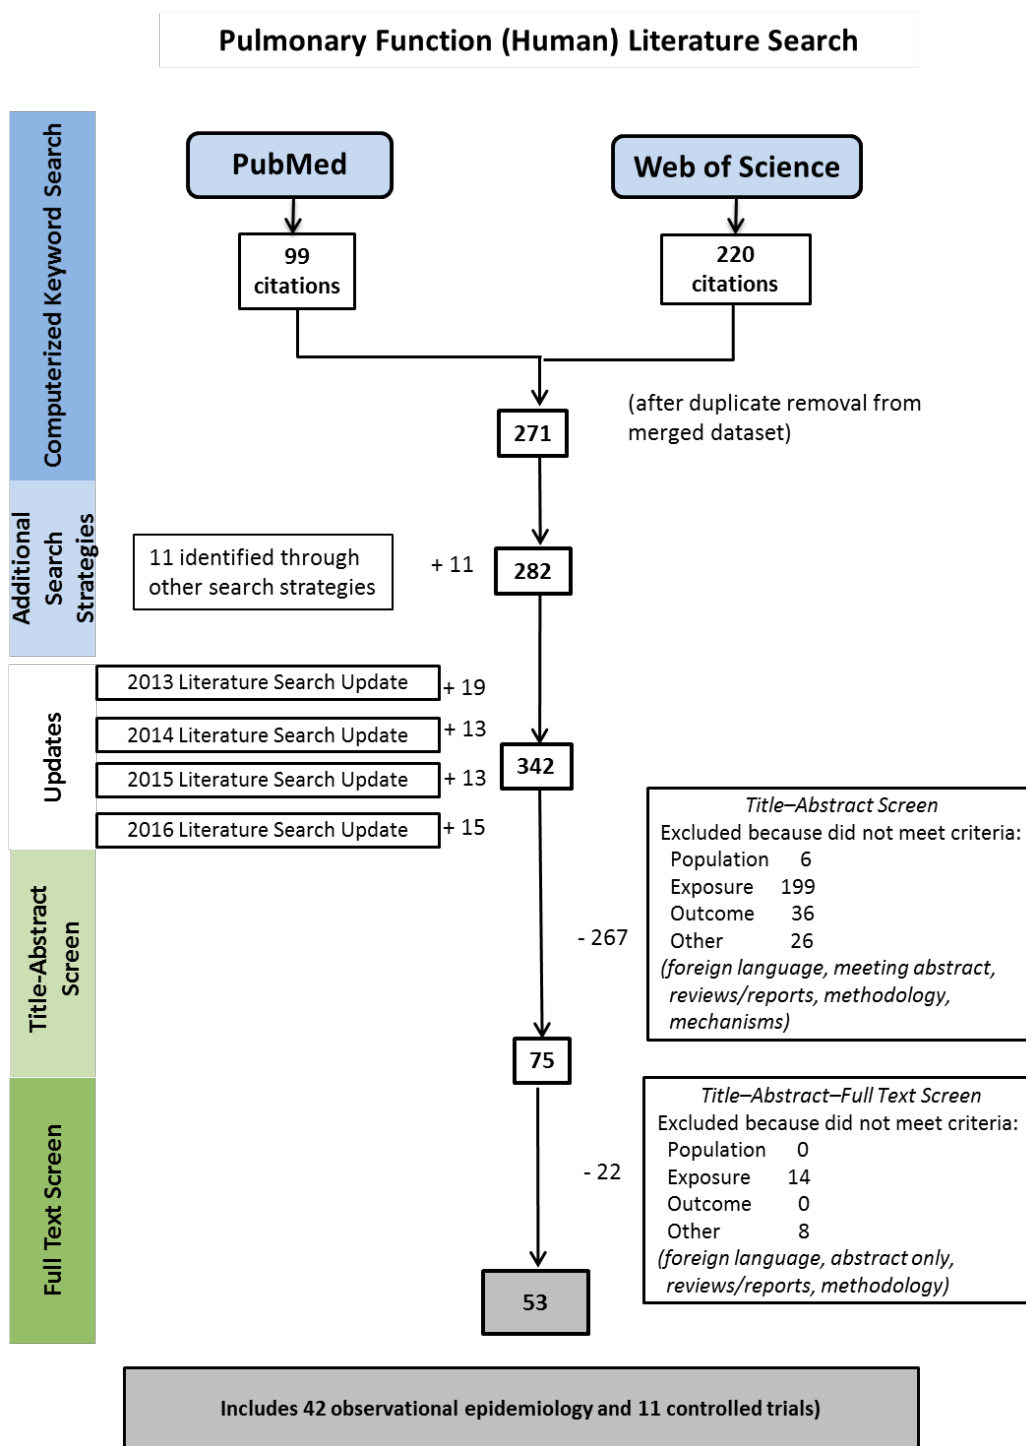 Pulmonary Function (Human) Literature Search
Computerized Keyword Search
PubMed
Web of Science
99
citations
220
citations
271
(after duplicate removal from
merged dataset)
Additional
Search
Strategies
11 identified through
other search strategies
+ 11
282
Updates
2013 Literature Search Update
+ 19
2014 Literature Search Update
+ 13
2015 Literature Search Update
+ 13
2016 Literature Search Update
+ 15
342
Title-Abstract
Screen
- 267
Title–Abstract Screen
Excluded because did not meet criteria:
Population 6
Exposure 199
Outcome 36
Other 26
(foreign language, meeting abstract,
reviews/reports, methodology,
mechanisms)
75
Full Text Screen
- 22
Title–Abstract–Full Text Screen
Excluded because did not meet criteria:
Population 0
Exposure 14
Outcome 0
Other 8
(foreign language, abstract only,
reviews/reports, methodology)
53
Includes 42 observational epidemiology and 11 controlled trials)